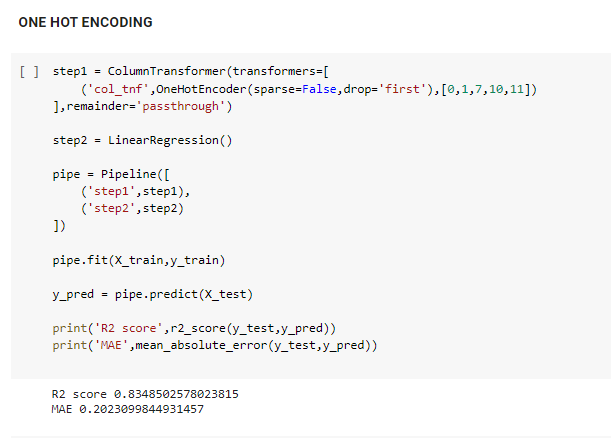 ONE HOT ENCODING
[ ] step1 = ColumnTransformer(transformers=[
('col_tnf',OneHotEncoder(sparse=False,drop='first'),[0,1,7,10,11])
],remainder='passthrough')
step2 = LinearRegression()
pipe = Pipeline([
('step1',step1),
('step2',step2)
])
pipe.fit(X_train,y_train)
y_pred = pipe.predict(X_test)
print('R2 score',r2_score(y_test,y_pred))
print('MAE',mean_absolute_error(y_test,y_pred))
R2 score 0.8348502578023815
MAE 0.2023099844931457